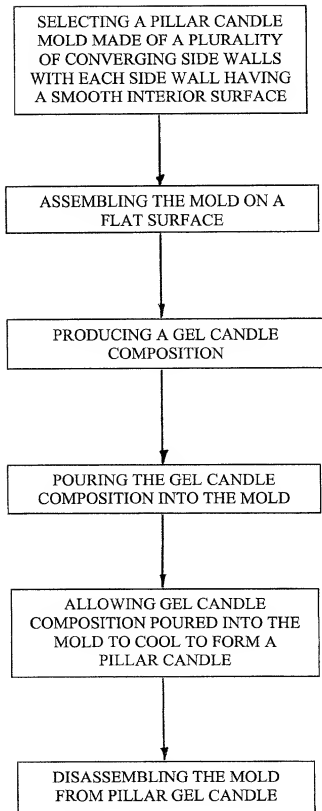 SELECTING A PILLAR CANDLE
MOLD MADE OF A PLURALITY
OF CONVERGING SIDE WALLS
WITH EACH SIDE WALL HAVING
A SMOOTH INTERIOR SURFACE
ASSEMBLING THE MOLD ON A
FLAT SURFACE
PRODUCING A GEL CANDLE
COMPOSITION
POURING THE GEL CANDLE
COMPOSITION INTO THE MOLD
ALLOWING GEL CANDLE
COMPOSITION POURED INTO THE
MOLD TO COOL TO FORM A
PILLAR CANDLE
DISASSEMBLING THE MOLD
FROM PILLAR GEL CANDLE